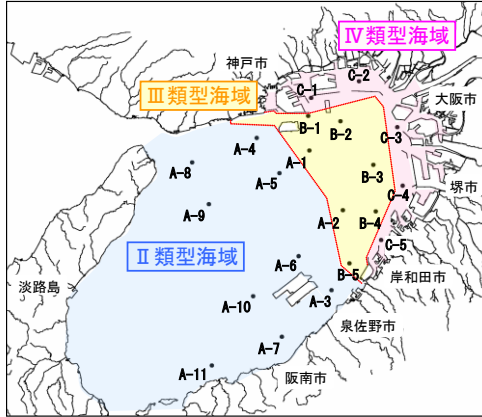 Ⅳ類型海域
神戸市
C-2
C-1
Ⅲ類型海域
大阪市
B-1
B-2
C-3
A-4
A-1
A-8
B-3
A-5
堺市
C-4
A-9
A-2
B-4
C-5
Ⅱ類型海域
A-6
B-5
岸和田市
淡路島
A-10
A-3
泉佐野市
A-7
A-11
阪南市